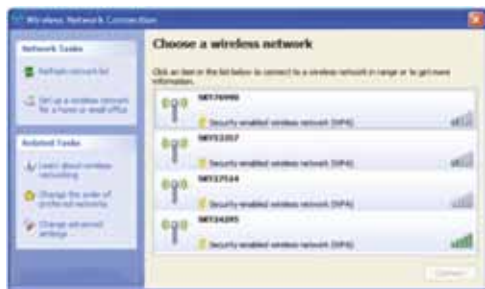 Wireless Network Connection
Network Tasks
Refresh network list
Set up a wireless network
for a home or small office
Related Tasks
Learn about wireless
networking
Change the order of
preferred networks
Change advanced
settings
Choose a wireless network
Click an item in the list below to connect to a wireless network in range or to get more
information.
Security-enabled wireless network (WPA)
Security-enabled wireless network (WPA)
Security-enabled wireless network (WPA)
Security-enabled wireless network (WPA)
Connect